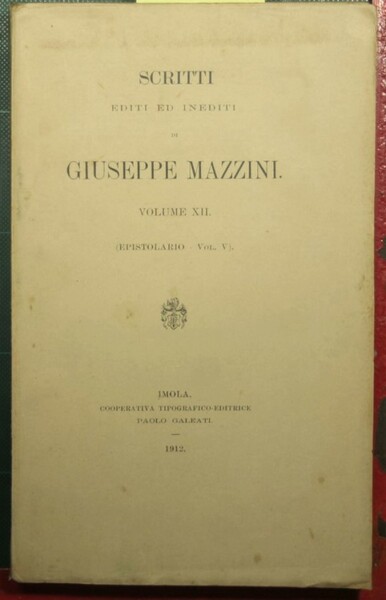 SCRITTI
EDITI ED INEDITI
DI
GIUSEPPE MAZZINI.
VOLUME XII.
(EPISTOLARIO - VOL. V).
IMOLA,
COOPERATIVA TIPOGRAFICO-EDITRICE
PAOLO GALEATI.
1912.